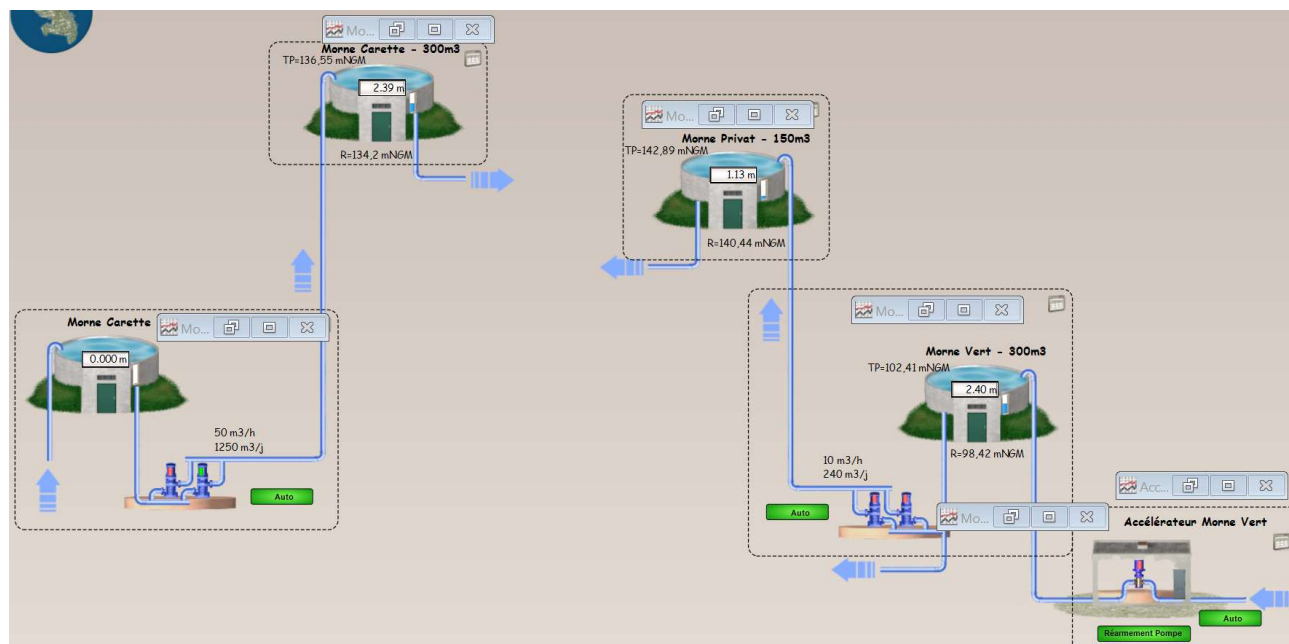 Mo...
Morne Carette - 300m3
TP=136,55 mNGM
2.39 m
R=134,2 mNGM
Mo...
Morne Privat - 150m3
TP=142,89 mNGM
1.13 m
R=140,44 mNGM
Morne Carette
Mo...
0.000 m
50 m3/h
1250 m3/j
Auto
Mo...
Morne Vert - 300m3
TP=102,41 mNGM
2.40 m
R=98,42 mNGM
10 m3/h
240 m3/j
Auto
Mo...
Acc...
Accélérateur Morne Vert
Auto
Réarmement Pompe